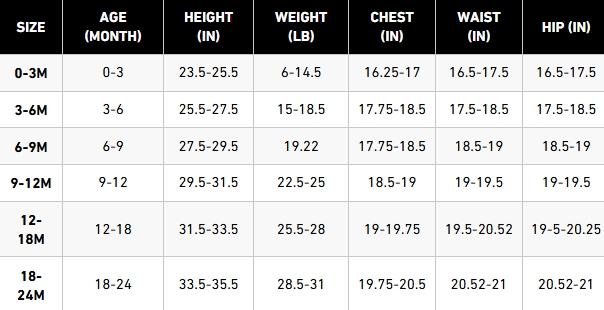 SIZE AGE (MONTH) HEIGHT (IN) WEIGHT (LB) CHEST (IN) WAIST (IN) HIP (IN)
0-3M 0-3 23.5-25.5 6-14.5 16.25-17 16.5-17.5 16.5-17.5
3-6M 3-6 25.5-27.5 15-18.5 17.75-18.5 17.5-18.5 17.5-18.5
6-9M 6-9 27.5-29.5 19.22 17.75-18.5 18.5-19 18.5-19
9-12M 9-12 29.5-31.5 22.5-25 18.5-19 19-19.5 19-19.5
12-18M 12-18 31.5-33.5 25.5-28 19-19.75 19.5-20.52 19-5-20.25
18-24M 18-24 33.5-35.5 28.5-31 19.75-20.5 20.52-21 20.52-21